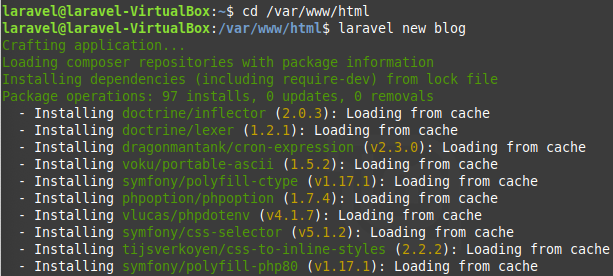 laravel@laravel-VirtualBox:~$ cd /var/www/html
laravel@laravel-VirtualBox:/var/www/html$ laravel new blog
Crafting application...
Loading composer repositories with package information
Installing dependencies (including require-dev) from lock file
Package operations: 97 installs, 0 updates, 0 removals
  - Installing doctrine/inflector (2.0.3): Loading from cache
  - Installing doctrine/lexer (1.2.1): Loading from cache
  - Installing dragonmantank/cron-expression (v2.3.0): Loading from cache
  - Installing voku/portable-ascii (1.5.2): Loading from cache
  - Installing symfony/polyfill-ctype (v1.17.1): Loading from cache
  - Installing phpoption/phpoption (1.7.4): Loading from cache
  - Installing vlucas/phpdotenv (v4.1.7): Loading from cache
  - Installing symfony/css-selector (v5.1.2): Loading from cache
  - Installing tijsverkoyen/css-to-inline-styles (2.2.2): Loading from cache
  - Installing symfony/polyfill-php80 (v1.17.1): Loading from cache